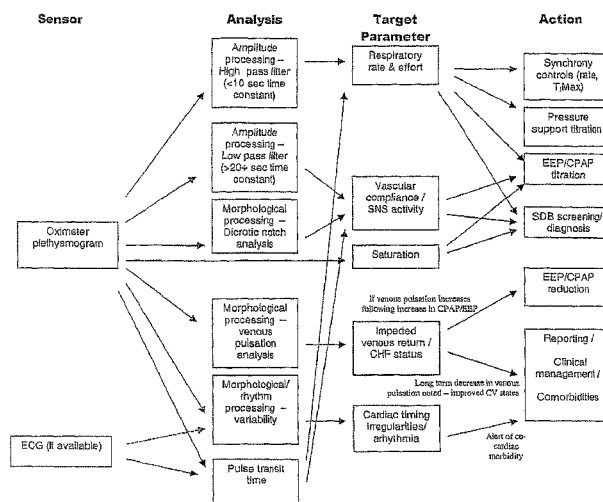 Sensor
Analysis
Target
Parameter
Action
Amplitude
processing –
High pass filter
(<10 sec time
constant)
Respiratory
rate & effort
Synchrony
controls (rate,
TiMax)
Pressure
support titration
Amplitude
processing –
Low pass filter
(>20+ sec time
constant)
EEP/CPAP
titration
Vascular
compliance /
SNS activity
Morphological
processing –
Dicrotic notch
analysis
SDB screening/
diagnosis
Oximeter
plethysmogram
Saturation
EEP/CPAP
reduction
If venous pulsation increases
following increase in CPAP/EEP
Morphological
processing –
venous
pulsation
analysis
Impeded
venous return /
CHF status
Reporting /
Clinical
management /
Comorbidities
Long term decrease in venous
pulsation noted – improved CV states
Morphological/
rhythm
processing –
variability
Cardiac timing
irregularities/
arhythmia
Alert of co-
cardiac
morbidity
ECG (if available)
Pulse transit
time